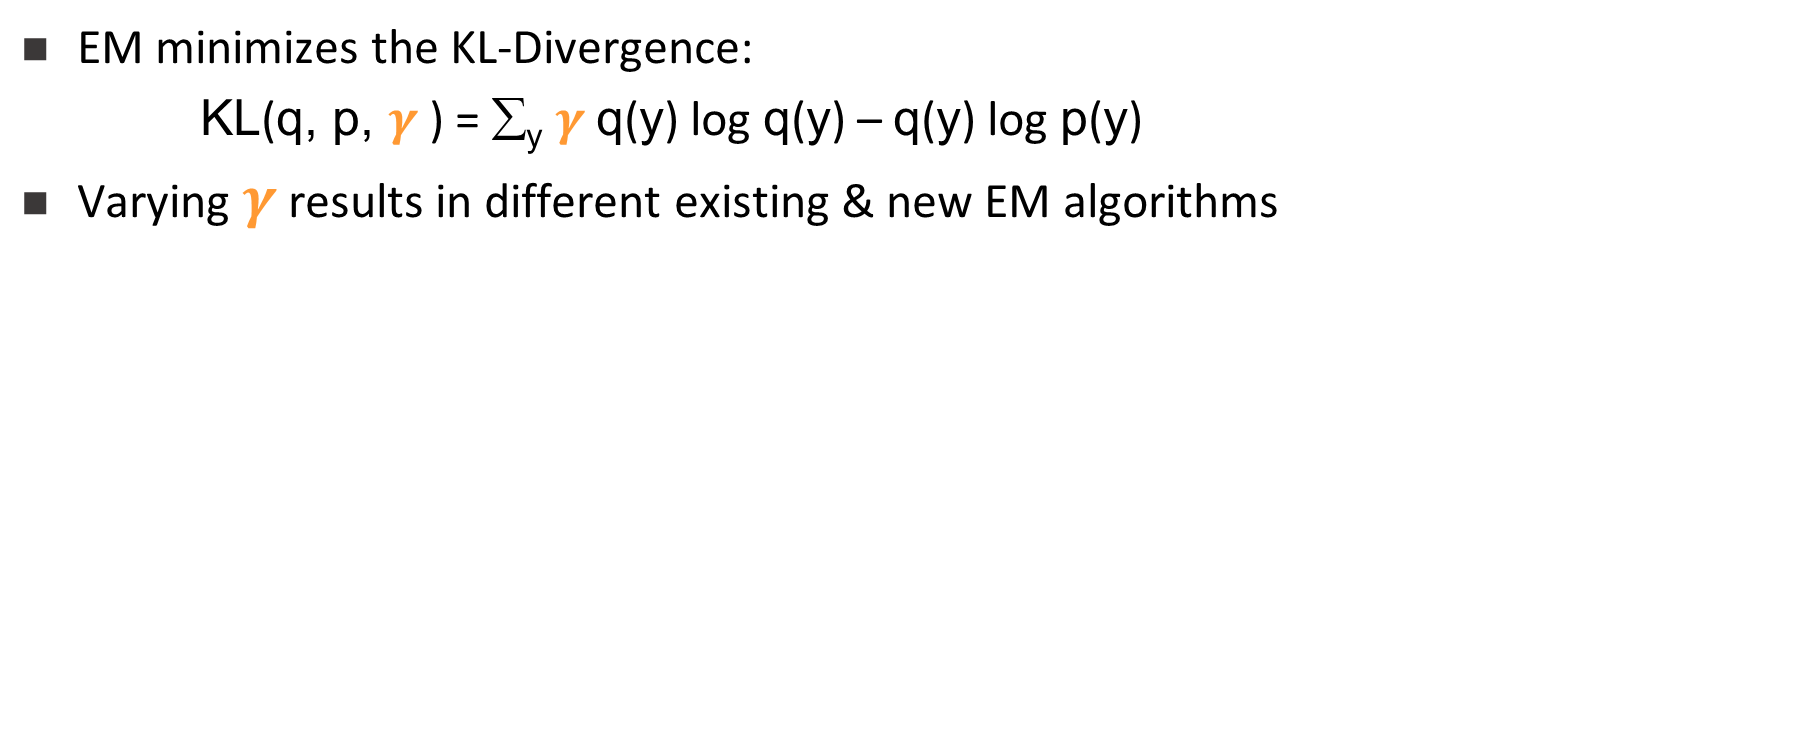 ■ EM minimizes the KL-Divergence:
KL(q, p, γ ) = ∑y γ q(y) log q(y) – q(y) log p(y)
■ Varying γ results in different existing & new EM algorithms